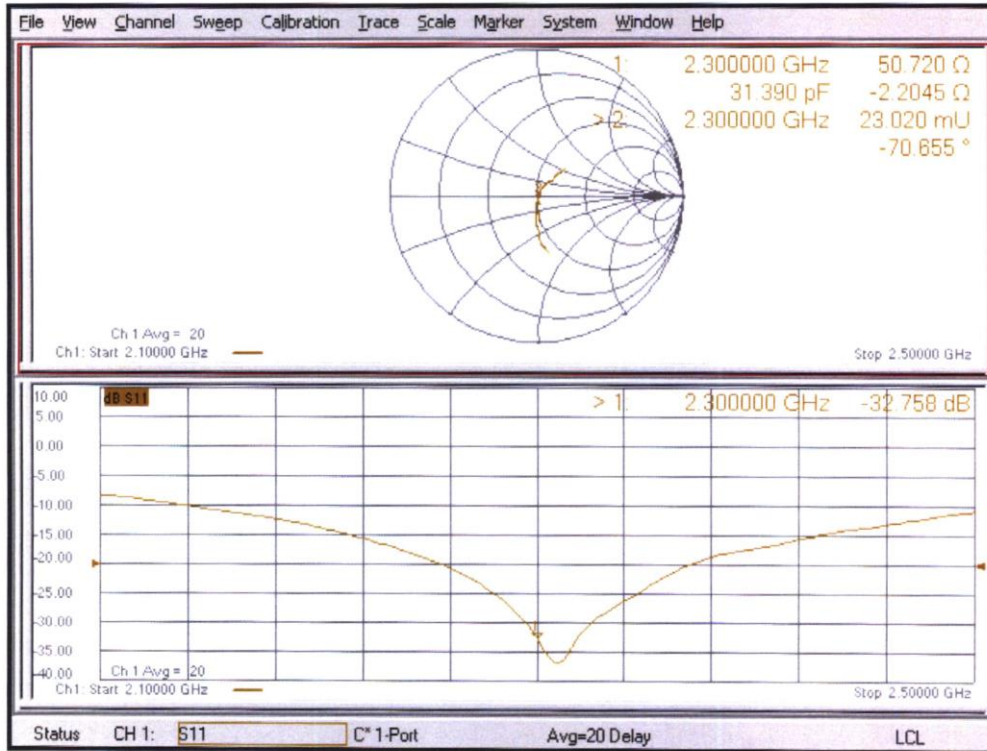 File View Channel Sweep Calibration Trace Scale Marker System Window Help
1: 2.300000 GHz 50.720 Ω
31.390 pF -2.2045 Ω
> 2: 2.300000 GHz 23.020 mU
-70.655 °
Ch 1 Avg = 20
Ch1: Start 2.10000 GHz
Stop 2.50000 GHz
10.00
dB S11
> 1: 2.300000 GHz -32.758 dB
5.00
0.00
-5.00
-10.00
-15.00
-20.00
-25.00
-30.00
-35.00
-40.00
Ch 1 Avg = 20
Ch1: Start 2.10000 GHz
Stop 2.50000 GHz
Status CH 1: S11 C* 1-Port Avg=20 Delay LCL